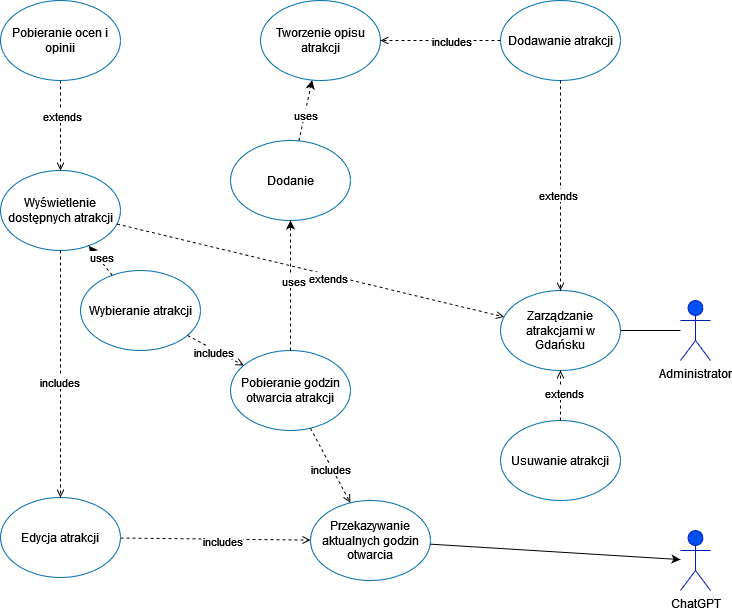 Pobieranie ocen i
opinii
Tworzenie opisu
atrakcji
includes
Dodawanie atrakcji
extends
uses
Dodanie
Wyświetlenie
dostępnych atrakcji
extends
uses
uses
extends
Wybieranie atrakcji
Zarządzanie
atrakcjami w
Gdańsku
Administrator
includes
includes
Pobieranie godzin
otwarcia atrakcji
extends
Usuwanie atrakcji
includes
Edycja atrakcji
includes
Przekazywanie
aktualnych godzin
otwarcia
ChatGPT